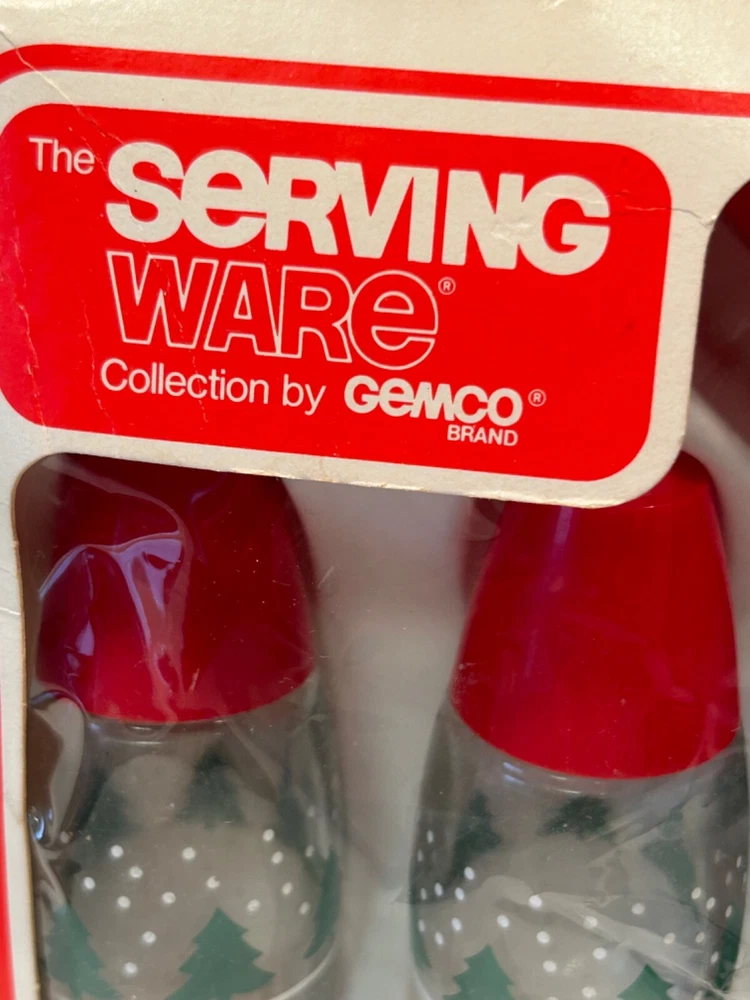 The SeRVING
WARe®
Collection by GeMCO®
BRAND